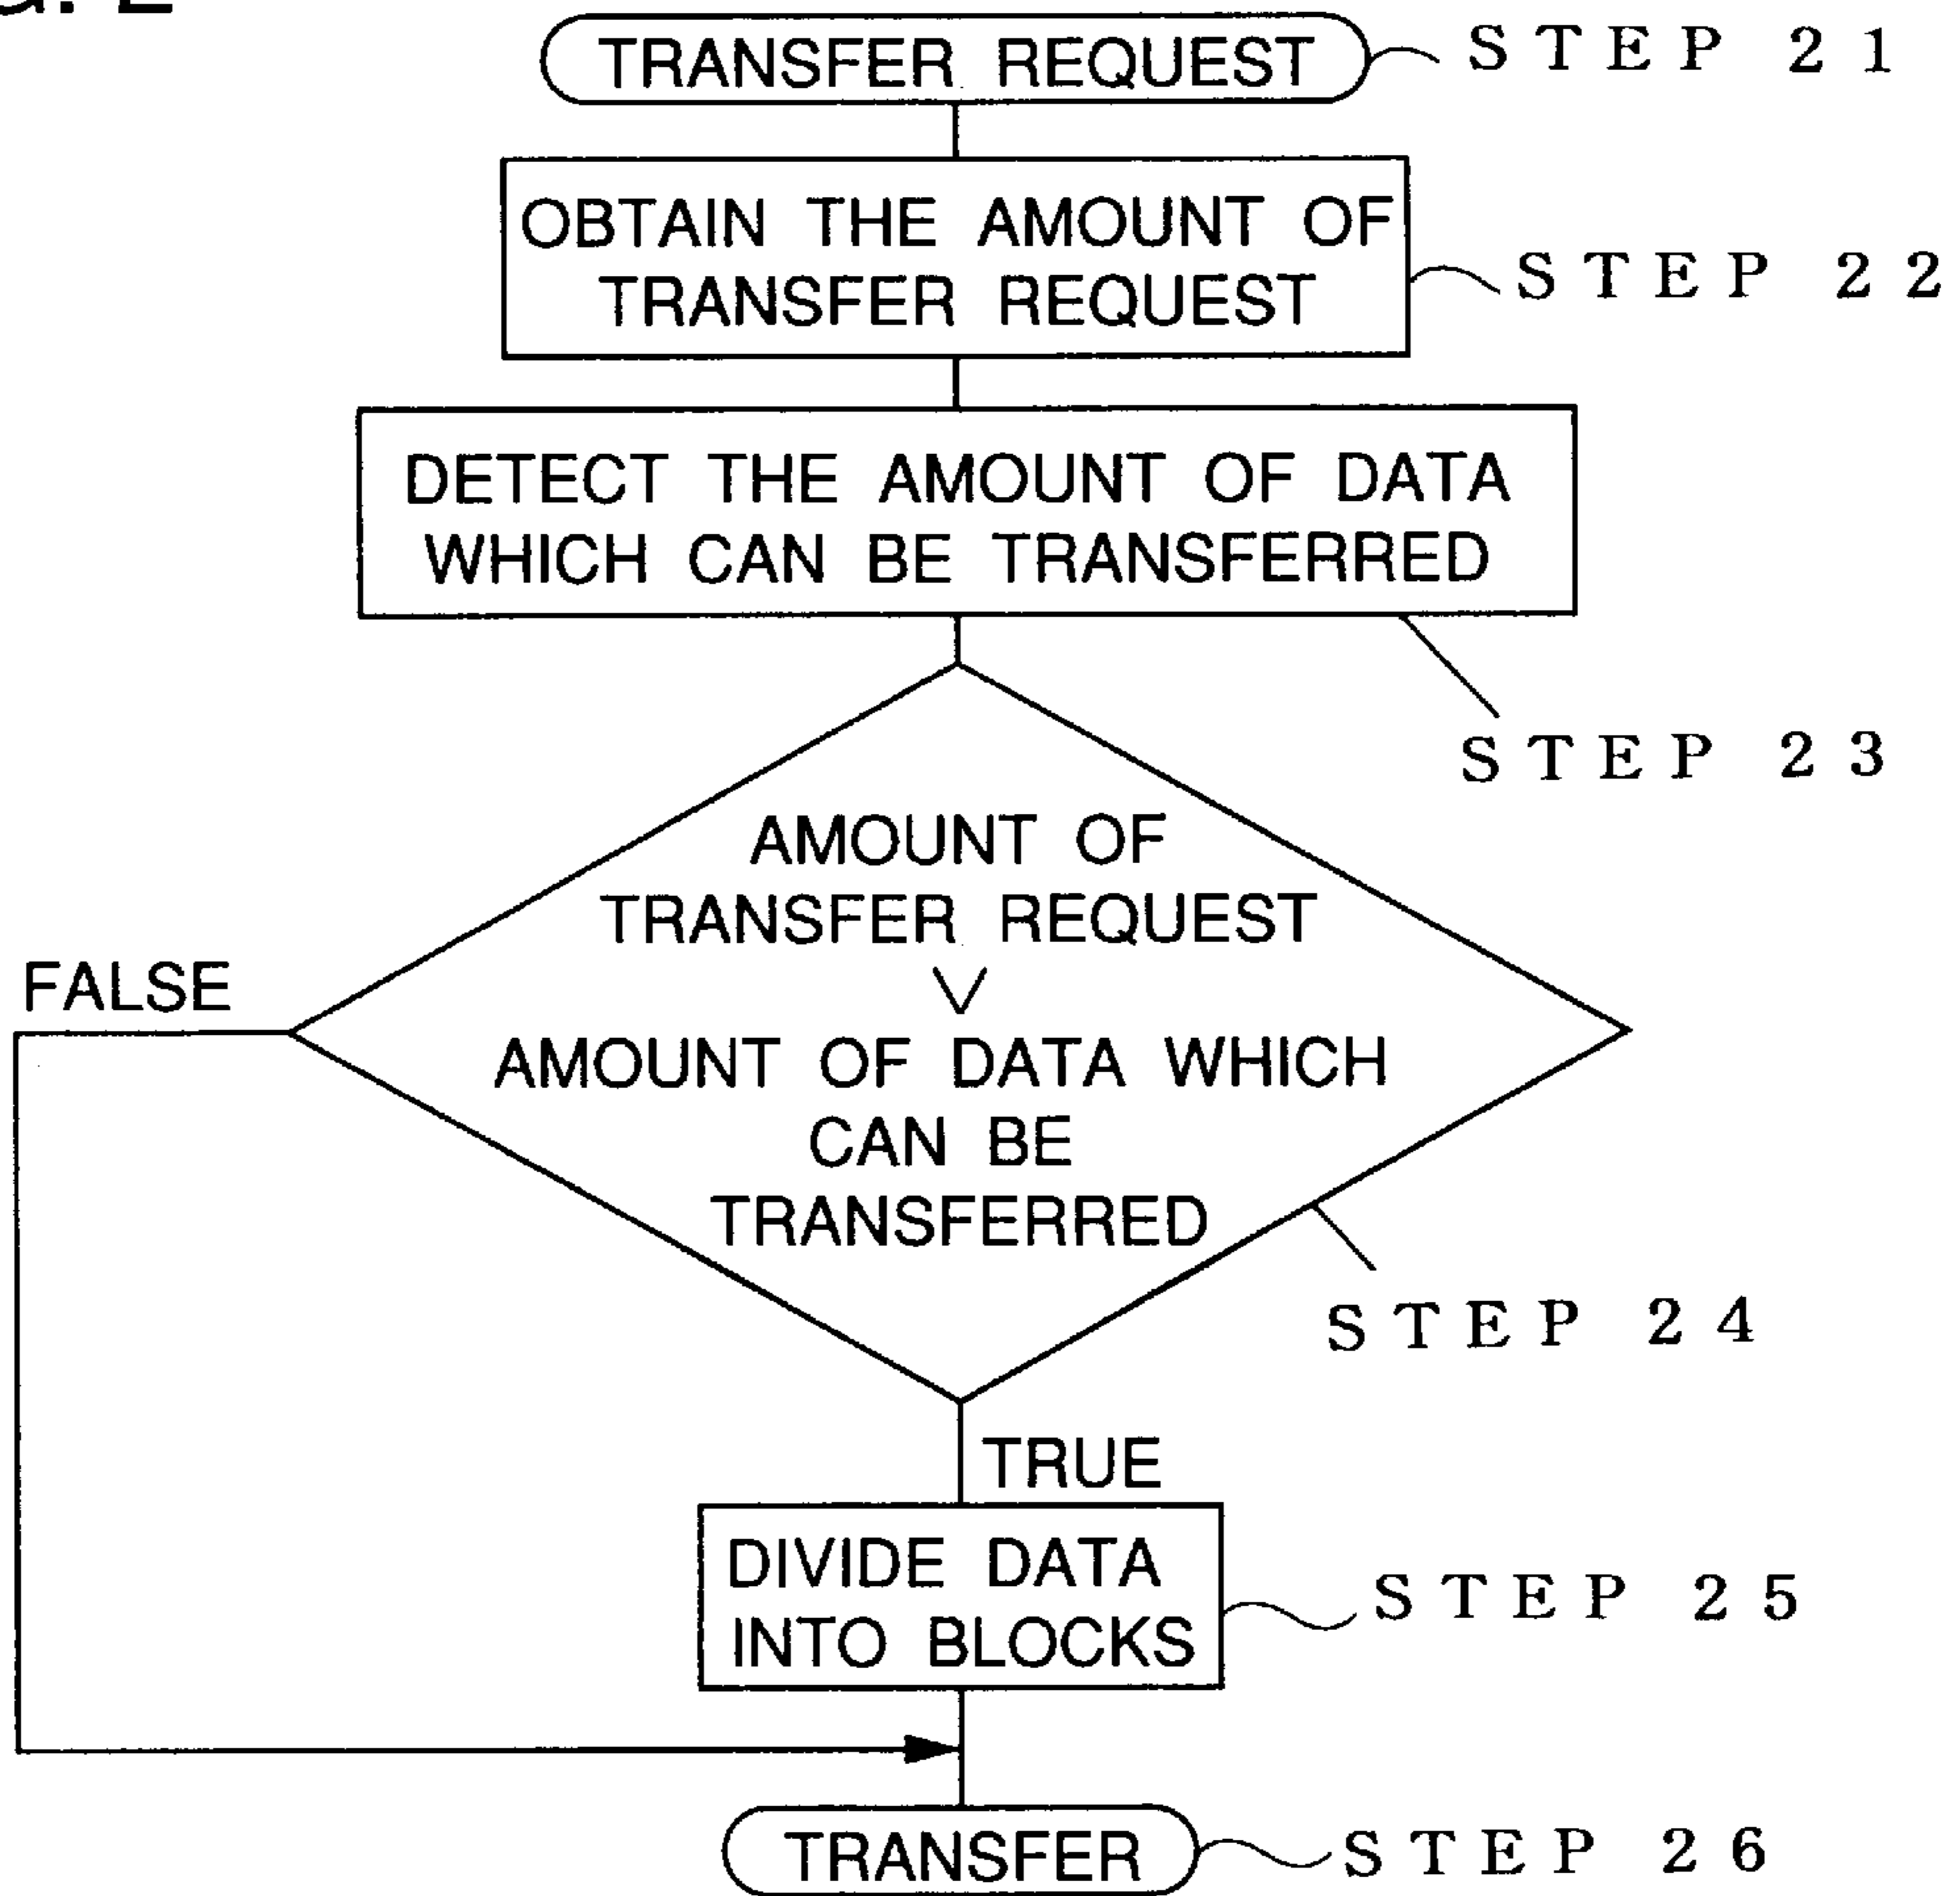 TRANSFER REQUEST
STEP 21
OBTAIN THE AMOUNT OF
TRANSFER REQUEST
STEP 22
DETECT THE AMOUNT OF DATA
WHICH CAN BE TRANSFERRED
STEP 23
AMOUNT OF
TRANSFER REQUEST
V
AMOUNT OF DATA WHICH
CAN BE
TRANSFERRED
FALSE
STEP 24
TRUE
DIVIDE DATA
INTO BLOCKS
STEP 25
TRANSFER
STEP 26